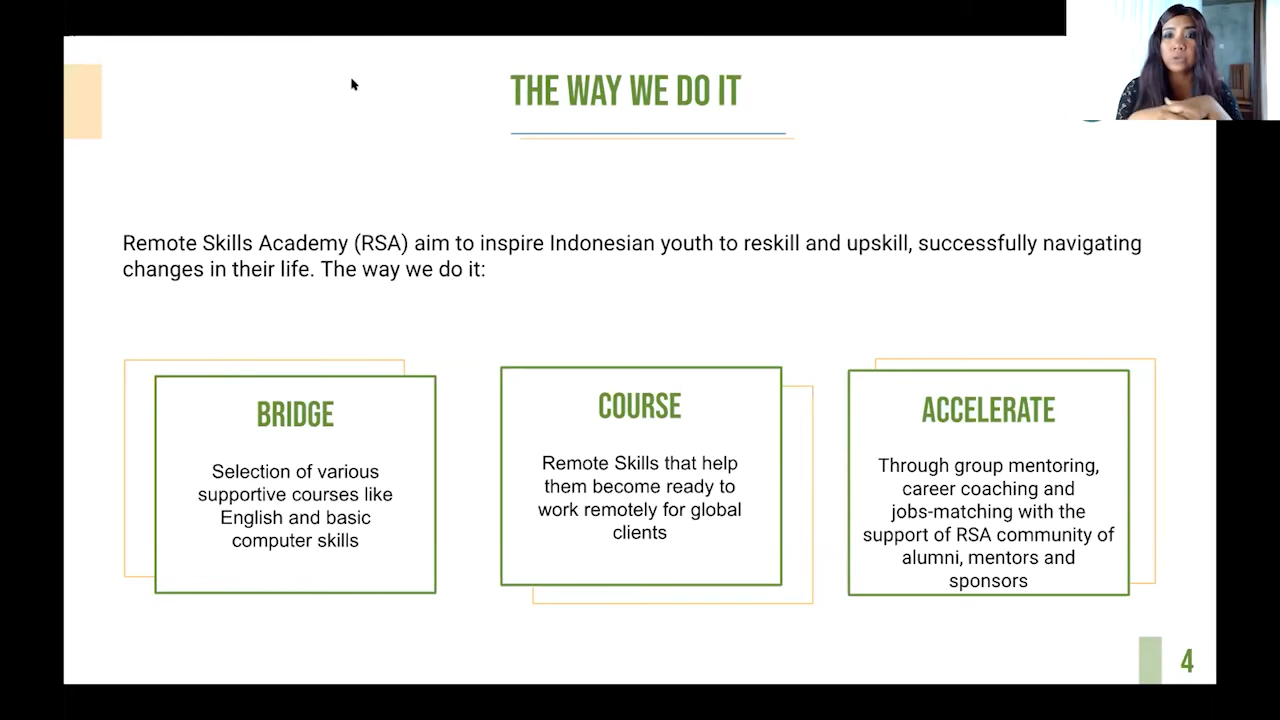 THE WAY WE DO IT
Remote Skills Academy (RSA) aim to inspire Indonesian youth to reskill and upskill, successfully navigating
changes in their life. The way we do it:
BRIDGE
Selection of various
supportive courses like
English and basic
computer skills
COURSE
Remote Skills that help
them become ready to
work remotely for global
clients
ACCELERATE
Through group mentoring,
career coaching and
jobs-matching with the
support of RSA community of
alumni, mentors and
sponsors
4